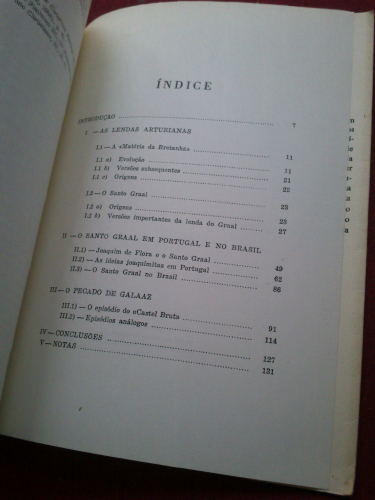 ÍNDICE
INTRODUÇÃO 7
I — AS LENDAS ARTURIANAS
I.1 — A «Matéria da Bretanha» 11
I.1 a) Evolução 11
I.1 b) Versões subsequentes 21
I.1 c) Origens 22
I.2 — O Santo Graal 23
I.2 a) Origens 23
I.2 b) Versões importantes da lenda do Graal 27
II — O SANTO GRAAL EM PORTUGAL E NO BRASIL
II.1) — Joaquim de Flora e o Santo Graal 49
II.2) — As ideias joaquimitas em Portugal 62
II.3) — O Santo Graal no Brasil 86
III — O PECADO DE GALAAZ
III.1) — O episódio do «Castel Brut» 91
III.2) — Episódios análogos 114
IV — CONCLUSÕES 127
V — NOTAS 131